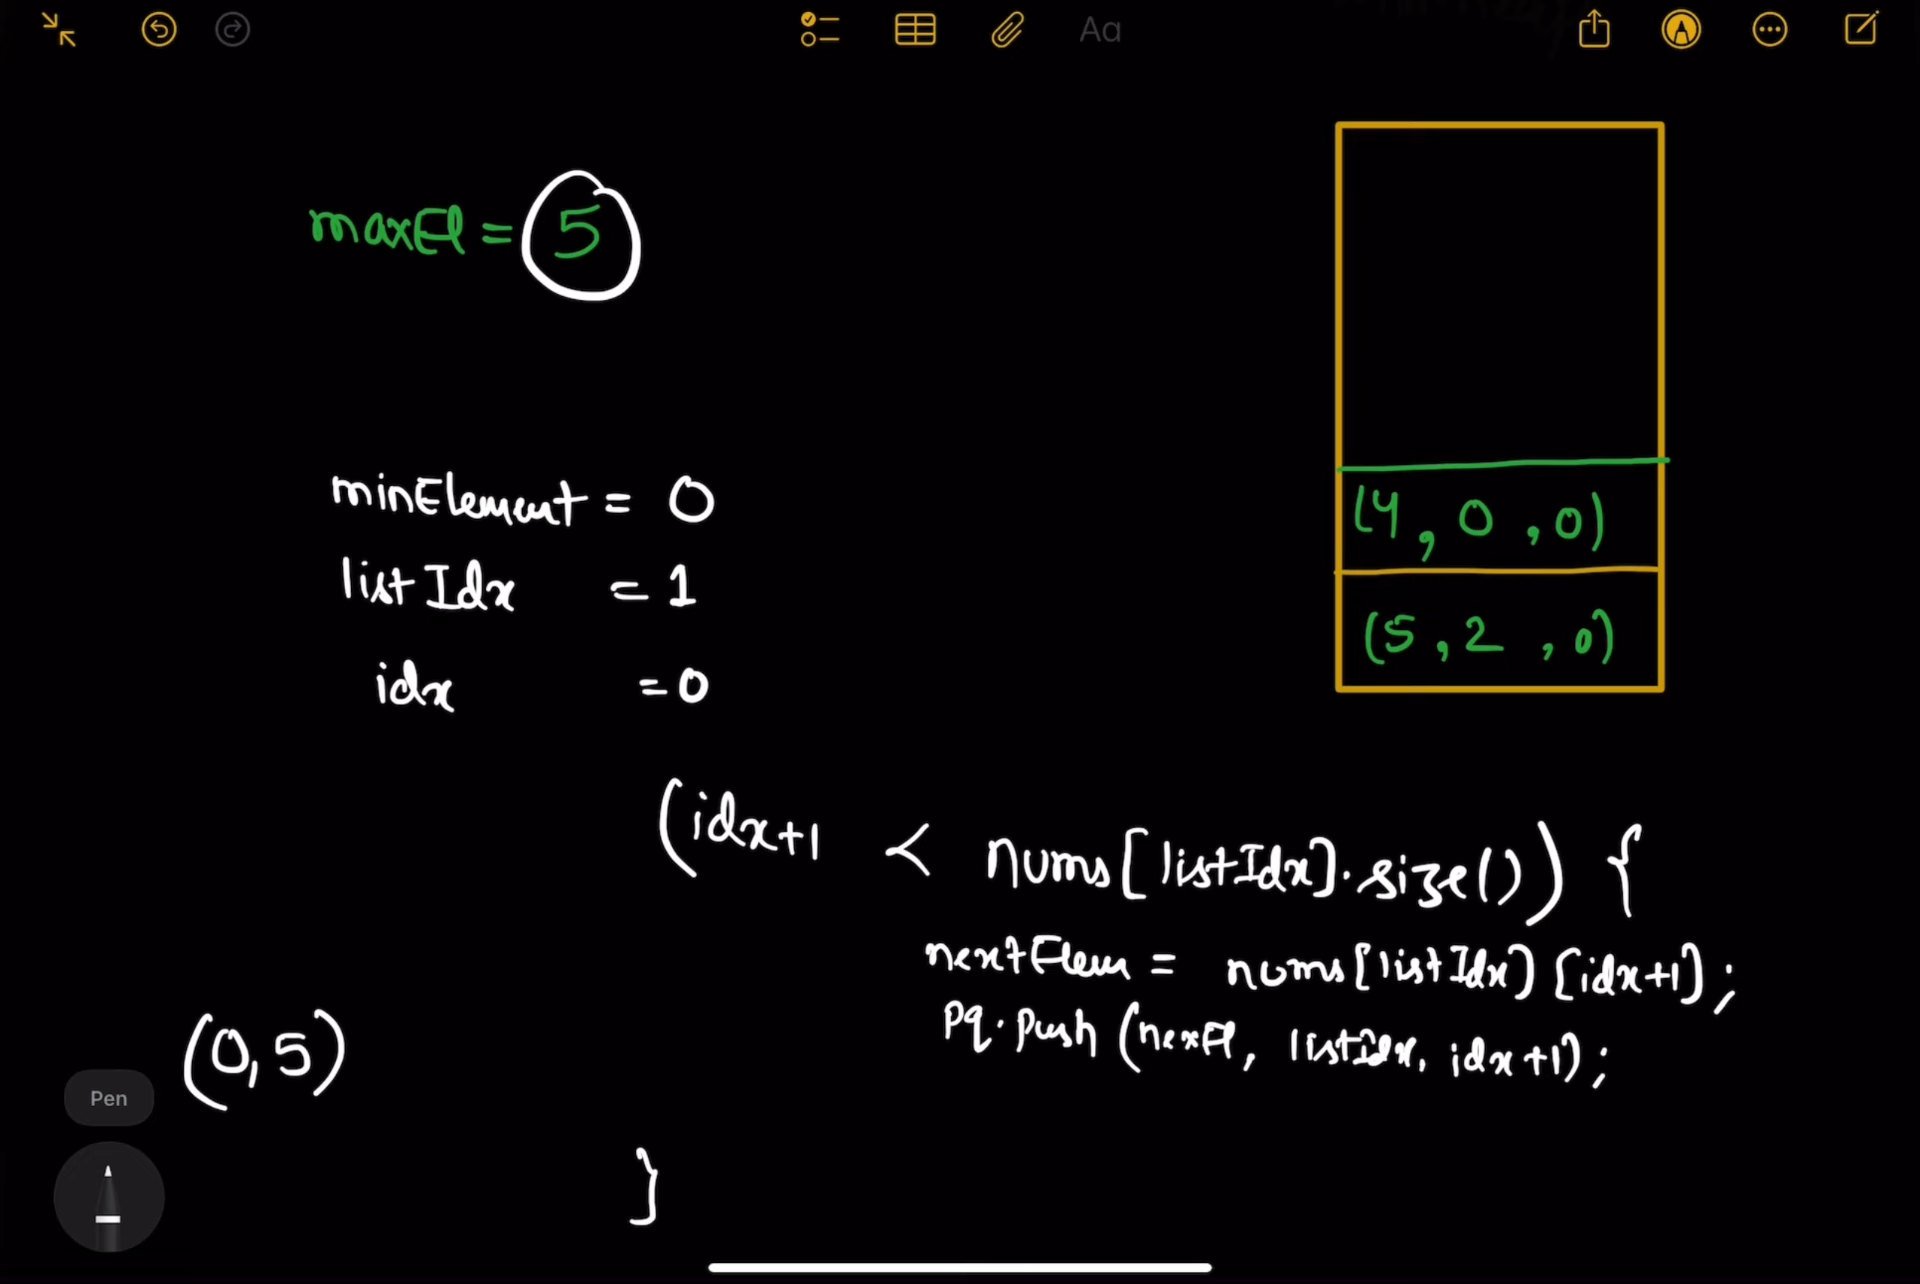 Aa
maxEl = 5
minElement = 0
listIdx = 1
idx = 0
(4, 0, 0)
(5, 2, 0)
(idx+1 < nums[listIdx].size()) {
nextElem = nums[listIdx][idx+1];
pq.push(nexEl, listIdx, idx+1);
(0,5)
}
Pen